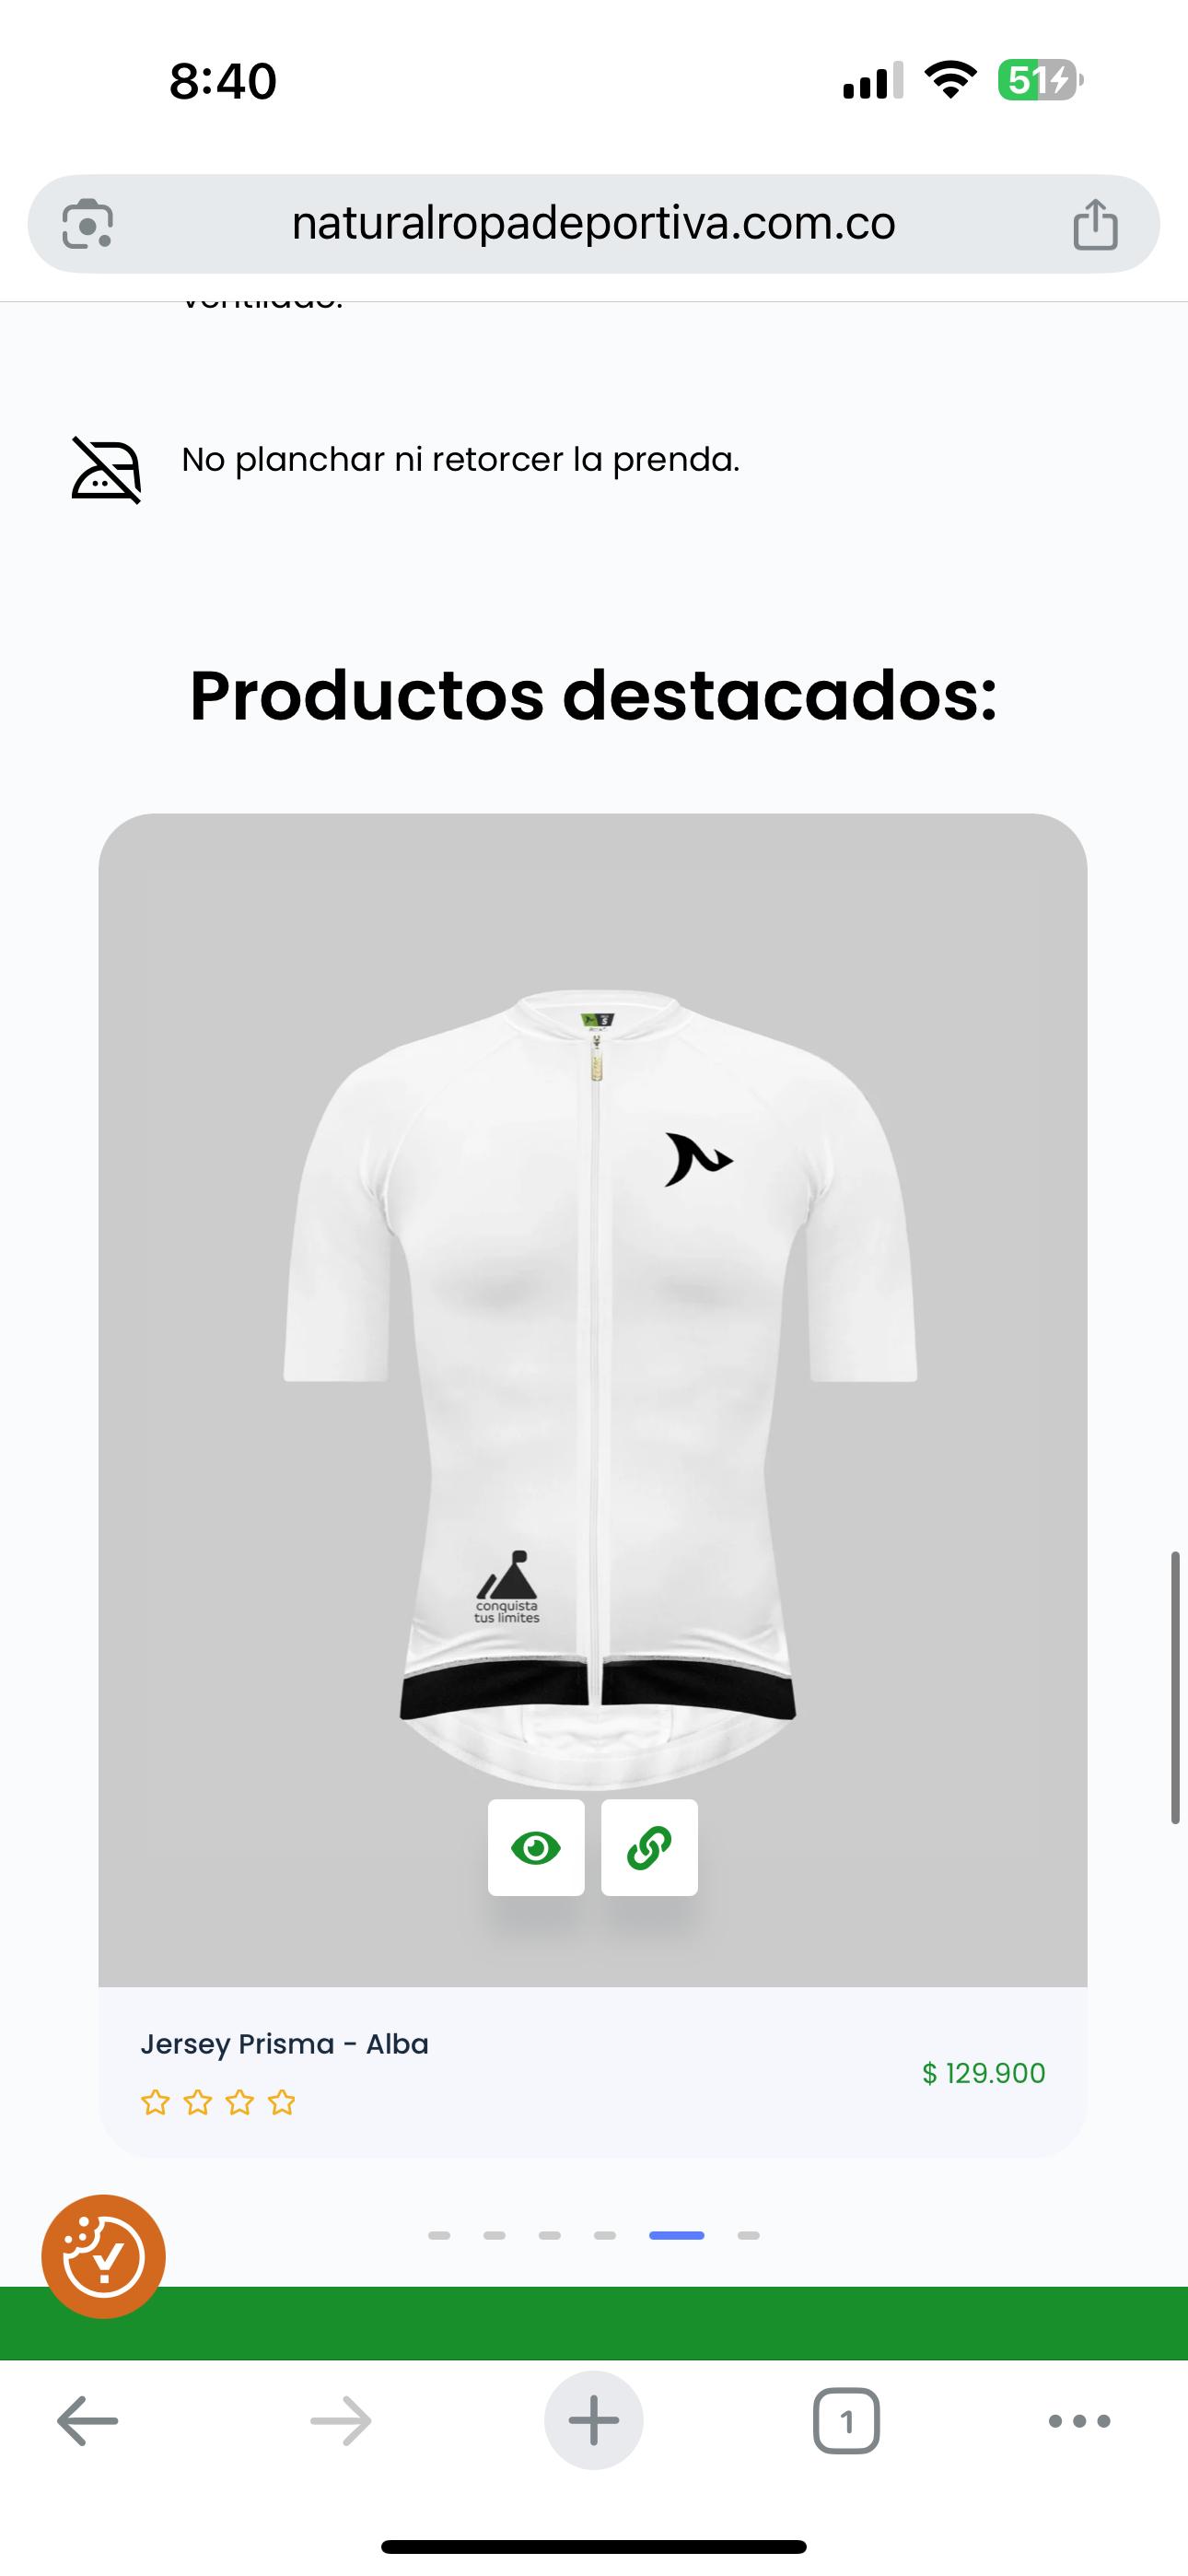 8:40
51
naturalropadeportiva.com.co
ventilado.
No planchar ni retorcer la prenda.
Productos destacados:
S
conquista
tus limites
Jersey Prisma - Alba
$ 129.900
1